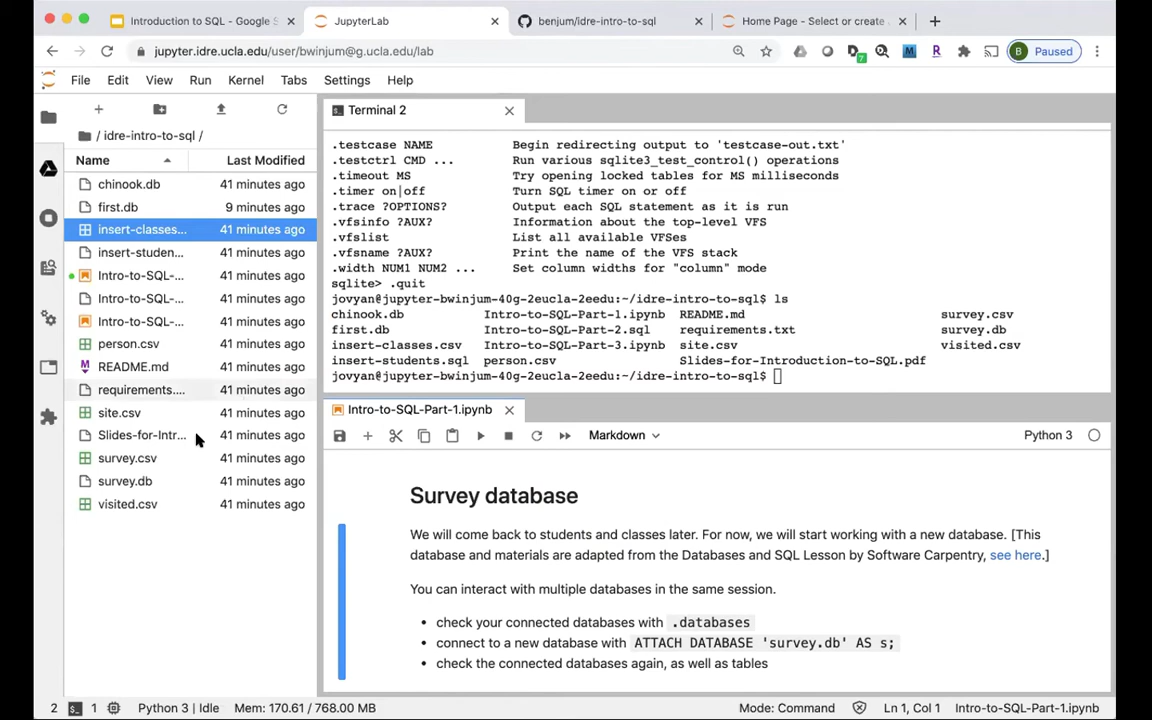 Introduction to SQL - Google S
JupyterLab
benjum/idre-intro-to-sql
Home Page - Select or create
jupyter.idre.ucla.edu/user/bwinjum@g.ucla.edu/lab
7
M
R
B
Paused
File
Edit
View
Run
Kernel
Tabs
Settings
Help
/ idre-intro-to-sql /
Name
Last Modified
chinook.db 41 minutes ago
first.db 9 minutes ago
insert-classes... 41 minutes ago
insert-studen... 41 minutes ago
Intro-to-SQL-... 41 minutes ago
Intro-to-SQL-... 41 minutes ago
Intro-to-SQL-... 41 minutes ago
person.csv 41 minutes ago
README.md 41 minutes ago
requirements.... 41 minutes ago
site.csv 41 minutes ago
Slides-for-Intr... 41 minutes ago
survey.csv 41 minutes ago
survey.db 41 minutes ago
visited.csv 41 minutes ago
Terminal 2
.testcase NAME Begin redirecting output to 'testcase-out.txt'
.testctrl CMD ... Run various sqlite3_test_control() operations
.timeout MS Try opening locked tables for MS milliseconds
.timer on|off Turn SQL timer on or off
.trace ?OPTIONS? Output each SQL statement as it is run
.vfsinfo ?AUX? Information about the top-level VFS
.vfslist List all available VFSes
.vfsname ?AUX? Print the name of the VFS stack
.width NUM1 NUM2 ... Set column widths for "column" mode
sqlite> .quit
jovyan@jupyter-bwinjum-40g-2eucla-2eedu:~/idre-intro-to-sql$ ls
chinook.db Intro-to-SQL-Part-1.ipynb README.md survey.csv
first.db Intro-to-SQL-Part-2.sql requirements.txt survey.db
insert-classes.csv Intro-to-SQL-Part-3.ipynb site.csv visited.csv
insert-students.sql person.csv Slides-for-Introduction-to-SQL.pdf
jovyan@jupyter-bwinjum-40g-2eucla-2eedu:~/idre-intro-to-sql$
Intro-to-SQL-Part-1.ipynb
Markdown
Python 3
Survey database
We will come back to students and classes later. For now, we will start working with a new database. [This
database and materials are adapted from the Databases and SQL Lesson by Software Carpentry, see here.]
You can interact with multiple databases in the same session.
• check your connected databases with .databases
• connect to a new database with ATTACH DATABASE 'survey.db' AS s;
• check the connected databases again, as well as tables
2
1
Python 3 | Idle
Mem: 170.61 / 768.00 MB
Mode: Command
Ln 1, Col 1
Intro-to-SQL-Part-1.ipynb